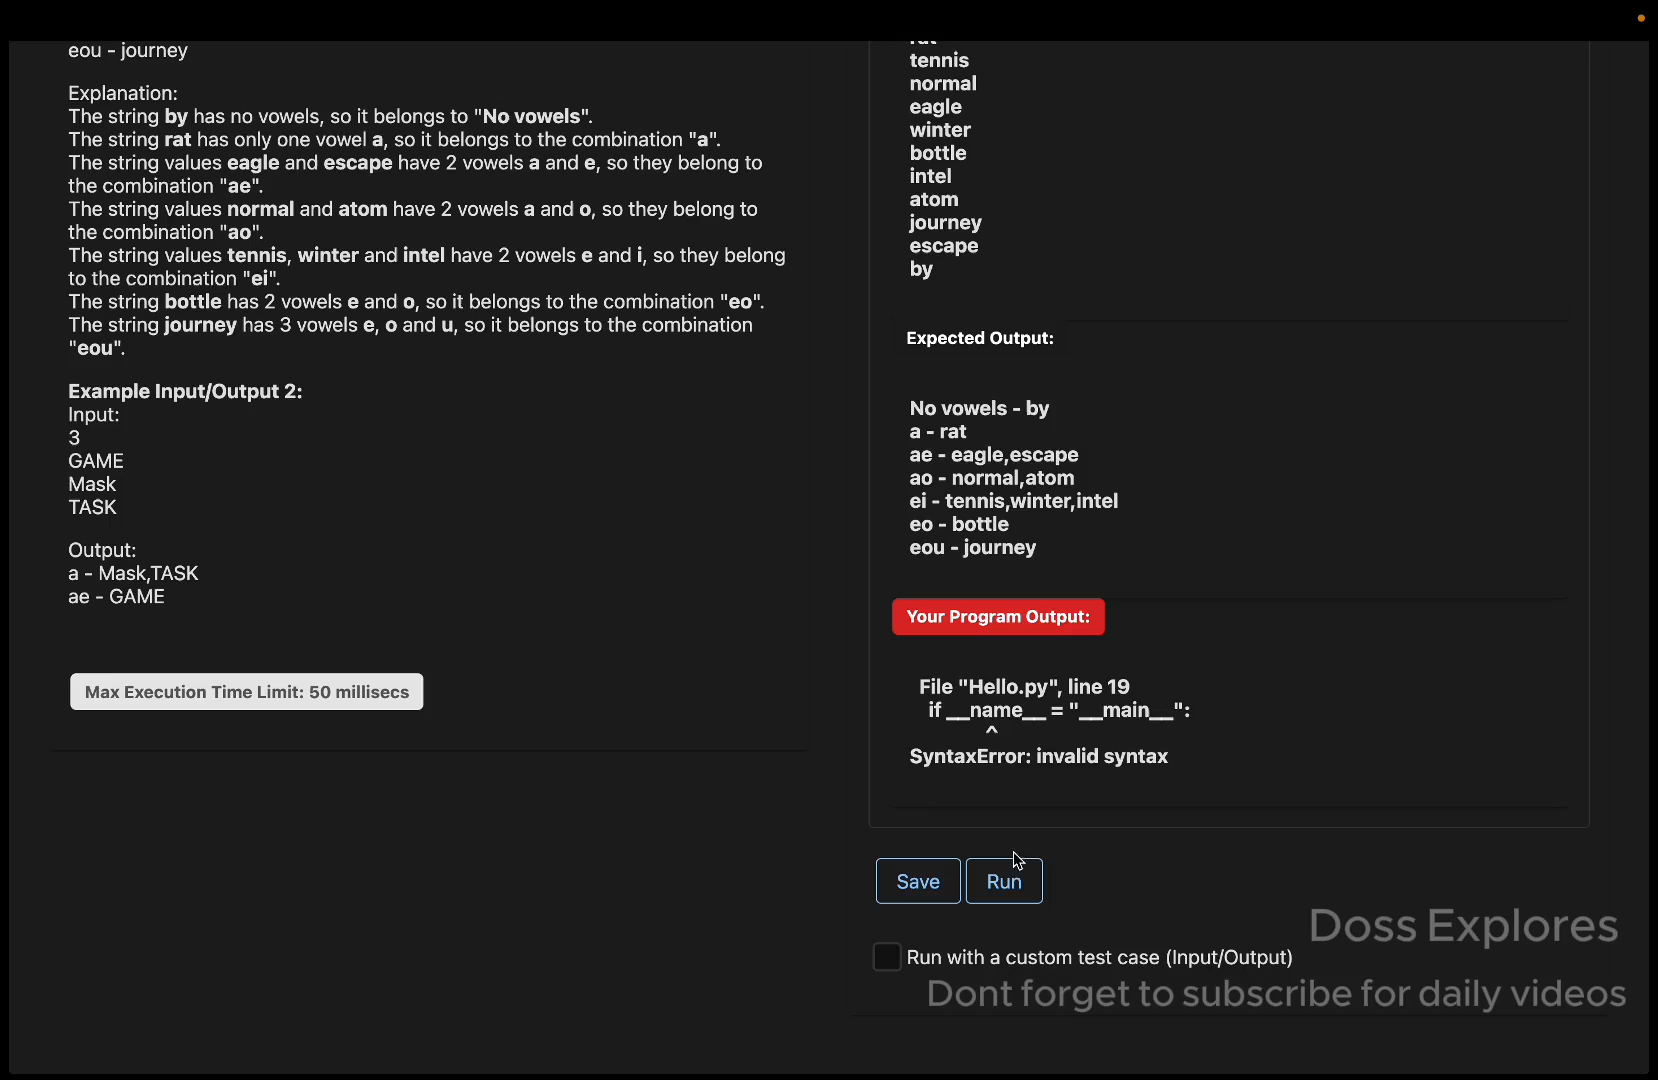 eou - journey
Explanation:
The string by has no vowels, so it belongs to "No vowels".
The string rat has only one vowel a, so it belongs to the combination "a".
The string values eagle and escape have 2 vowels a and e, so they belong to
the combination "ae".
The string values normal and atom have 2 vowels a and o, so they belong to
the combination "ao".
The string values tennis, winter and intel have 2 vowels e and i, so they belong
to the combination "ei".
The string bottle has 2 vowels e and o, so it belongs to the combination "eo".
The string journey has 3 vowels e, o and u, so it belongs to the combination
"eou".
Example Input/Output 2:
Input:
3
GAME
Mask
TASK
Output:
a - Mask,TASK
ae - GAME
Max Execution Time Limit: 50 millisecs
tennis
normal
eagle
winter
bottle
intel
atom
journey
escape
by
Expected Output:
No vowels - by
a - rat
ae - eagle,escape
ao - normal,atom
ei - tennis,winter,intel
eo - bottle
eou - journey
Your Program Output:
File "Hello.py", line 19
if __name__ = "__main__":
^
SyntaxError: invalid syntax
Save
Run
Run with a custom test case (Input/Output)
Doss Explores
Dont forget to subscribe for daily videos